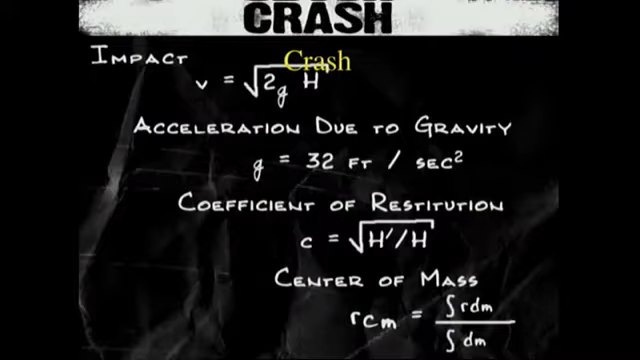 CRASH
IMPACT
Crash
v = √2g H
ACCELERATION DUE TO GRAVITY
g = 32 FT / SEC²
COEFFICIENT OF RESTITUTION
c = √H'/H
CENTER OF MASS
rcm = ∫rdm / ∫dm